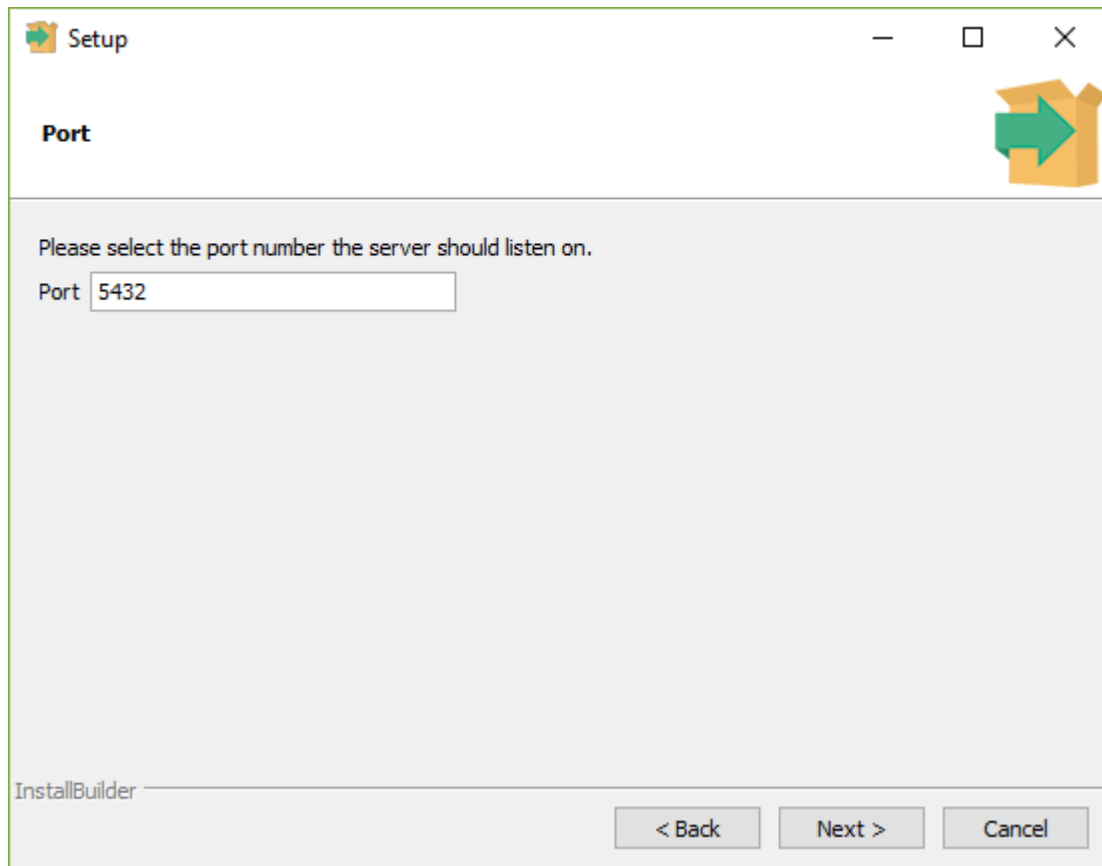 Setup
Port
Please select the port number the server should listen on.
Port 5432
InstallBuilder
< Back Next > Cancel